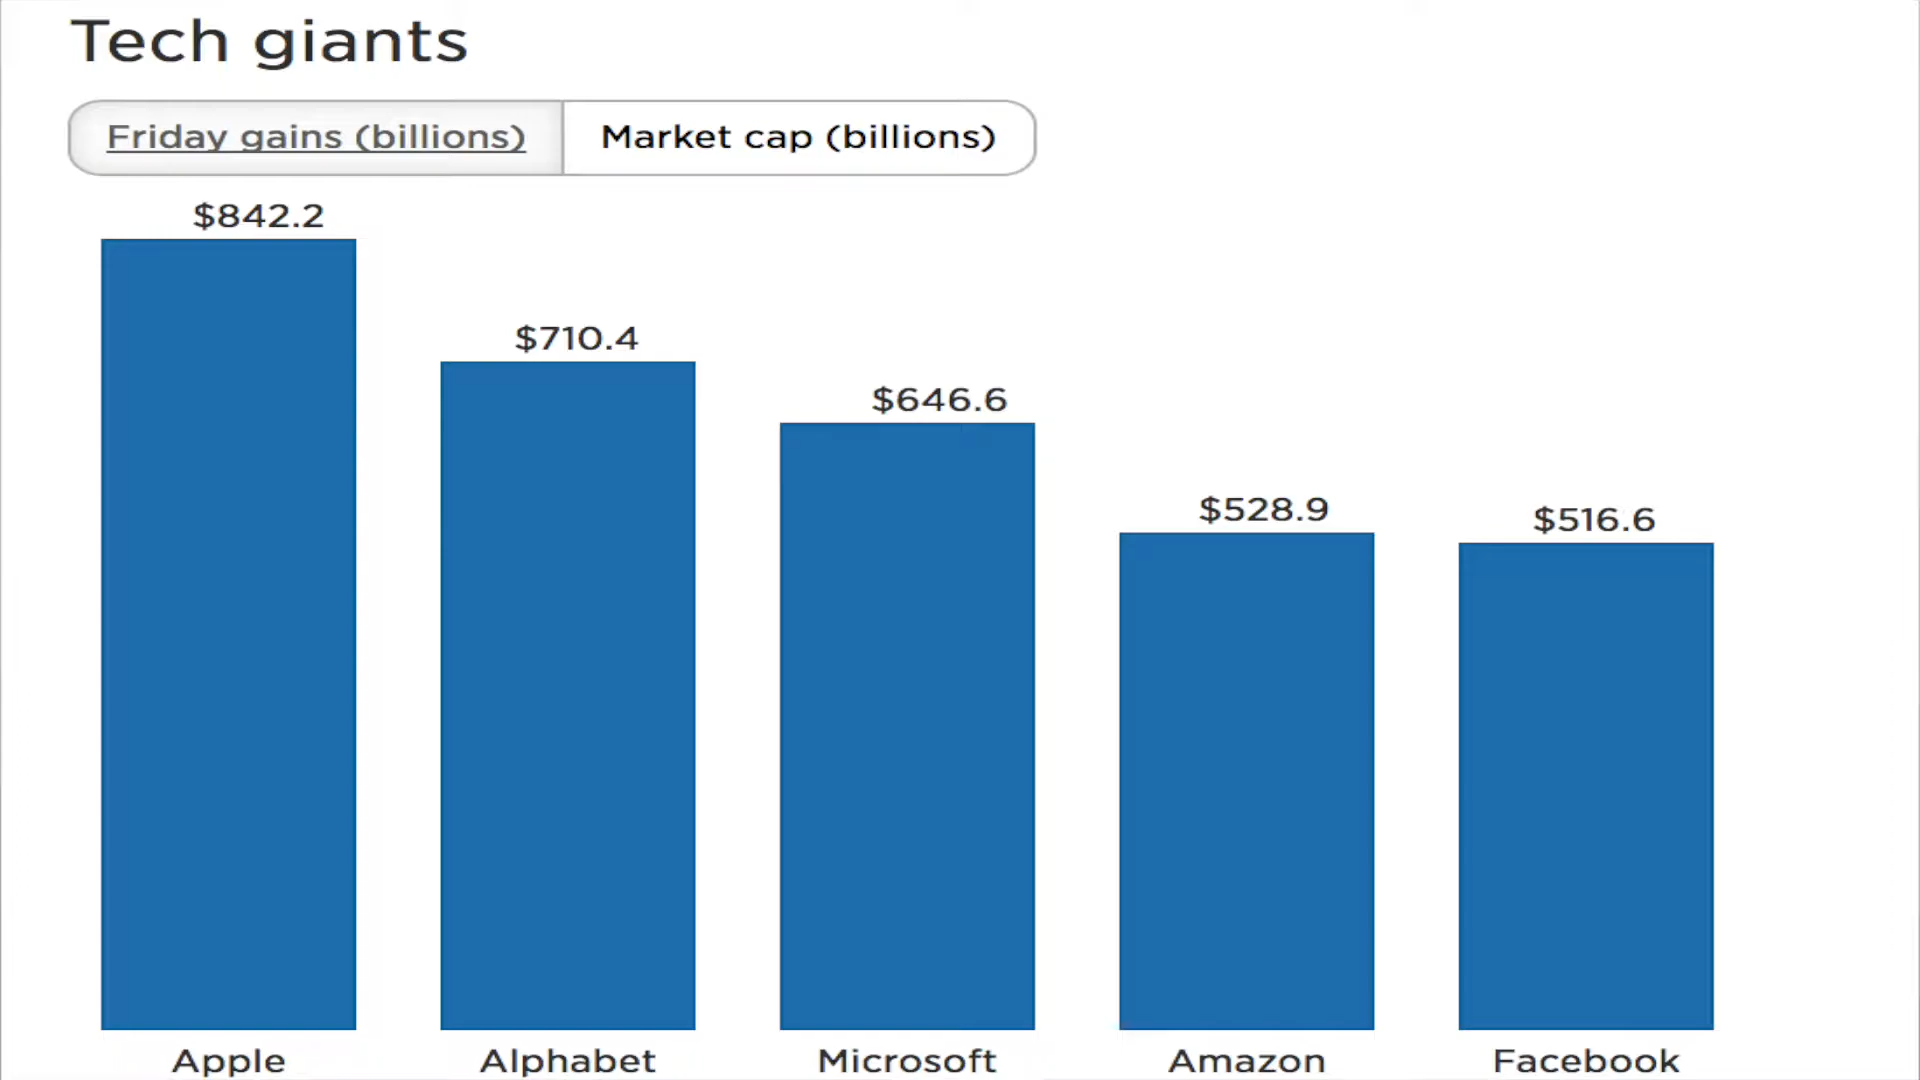 Tech giants
Friday gains (billions) Market cap (billions)
$842.2
$710.4
$646.6
$528.9
$516.6
Apple Alphabet Microsoft Amazon Facebook